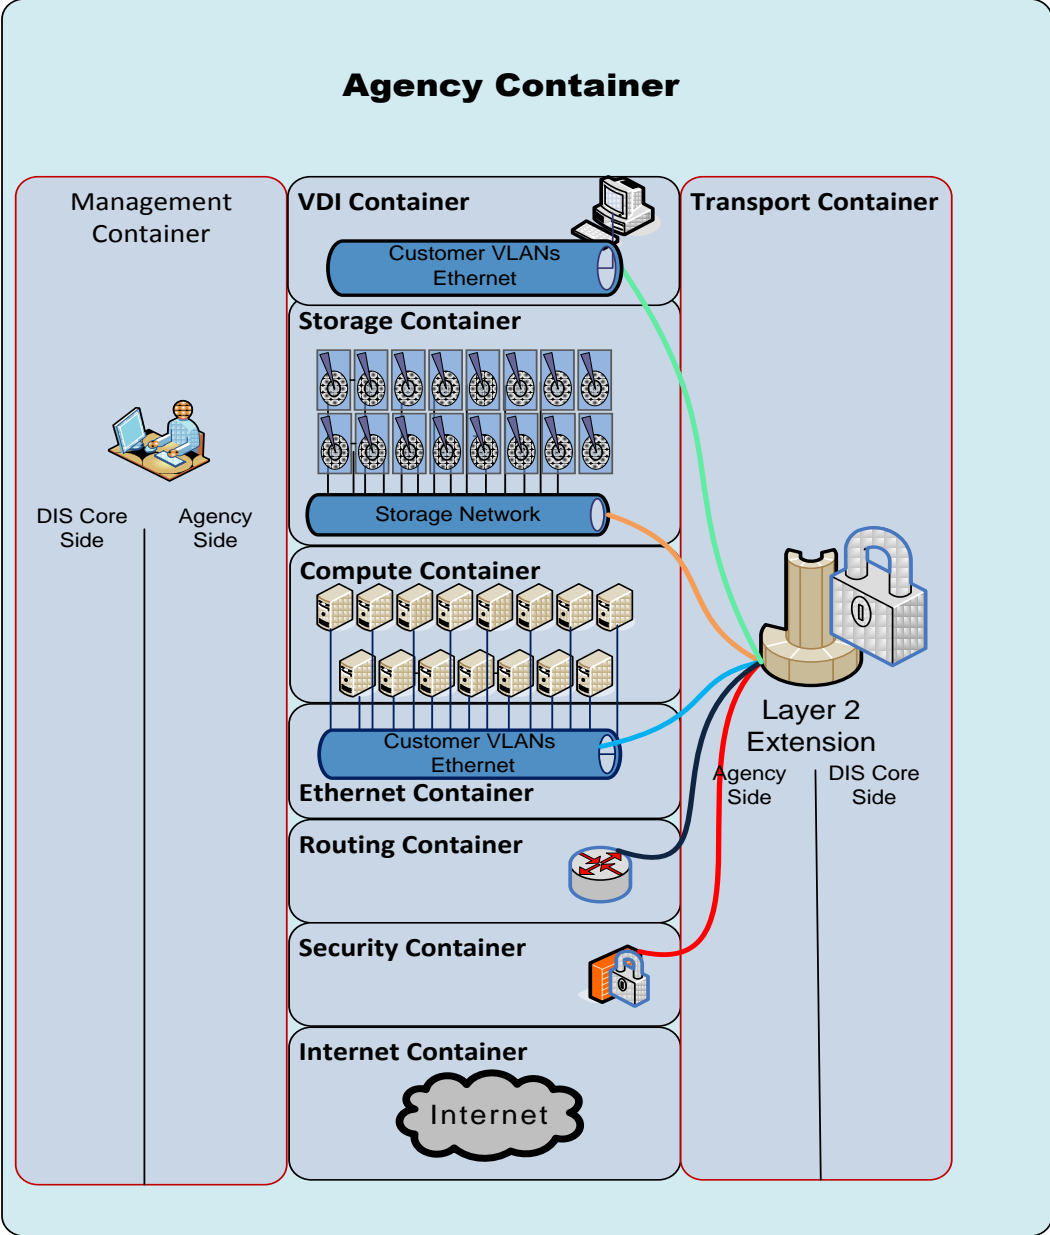 Agency Container
Management
Container
DIS Core
Side
Agency
Side
VDI Container
Customer VLANs
Ethernet
Storage Container
Storage Network
Compute Container
Customer VLANs
Ethernet
Ethernet Container
Routing Container
Security Container
Internet Container
Internet
Transport Container
Layer 2
Extension
Agency
Side
DIS Core
Side